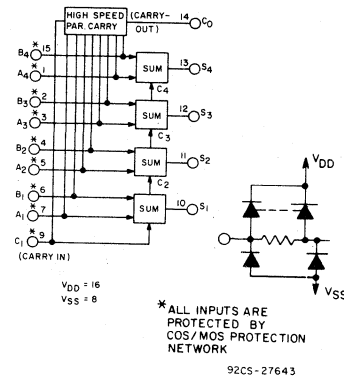 HIGH SPEED
PAR. CARRY
(CARRY-
OUT)
14
C0
* 15
B4
* 1
A4
SUM
13
S4
C4
* 2
B3
* 3
A3
SUM
12
S3
C3
* 4
B2
* 5
A2
SUM
11
S2
C2
* 6
B1
* 7
A1
SUM
10
S1
* 9
C1
(CARRY IN)
VDD
VSS
VDD = 16
VSS = 8
*ALL INPUTS ARE
PROTECTED BY
COS/MOS PROTECTION
NETWORK
92CS-27643